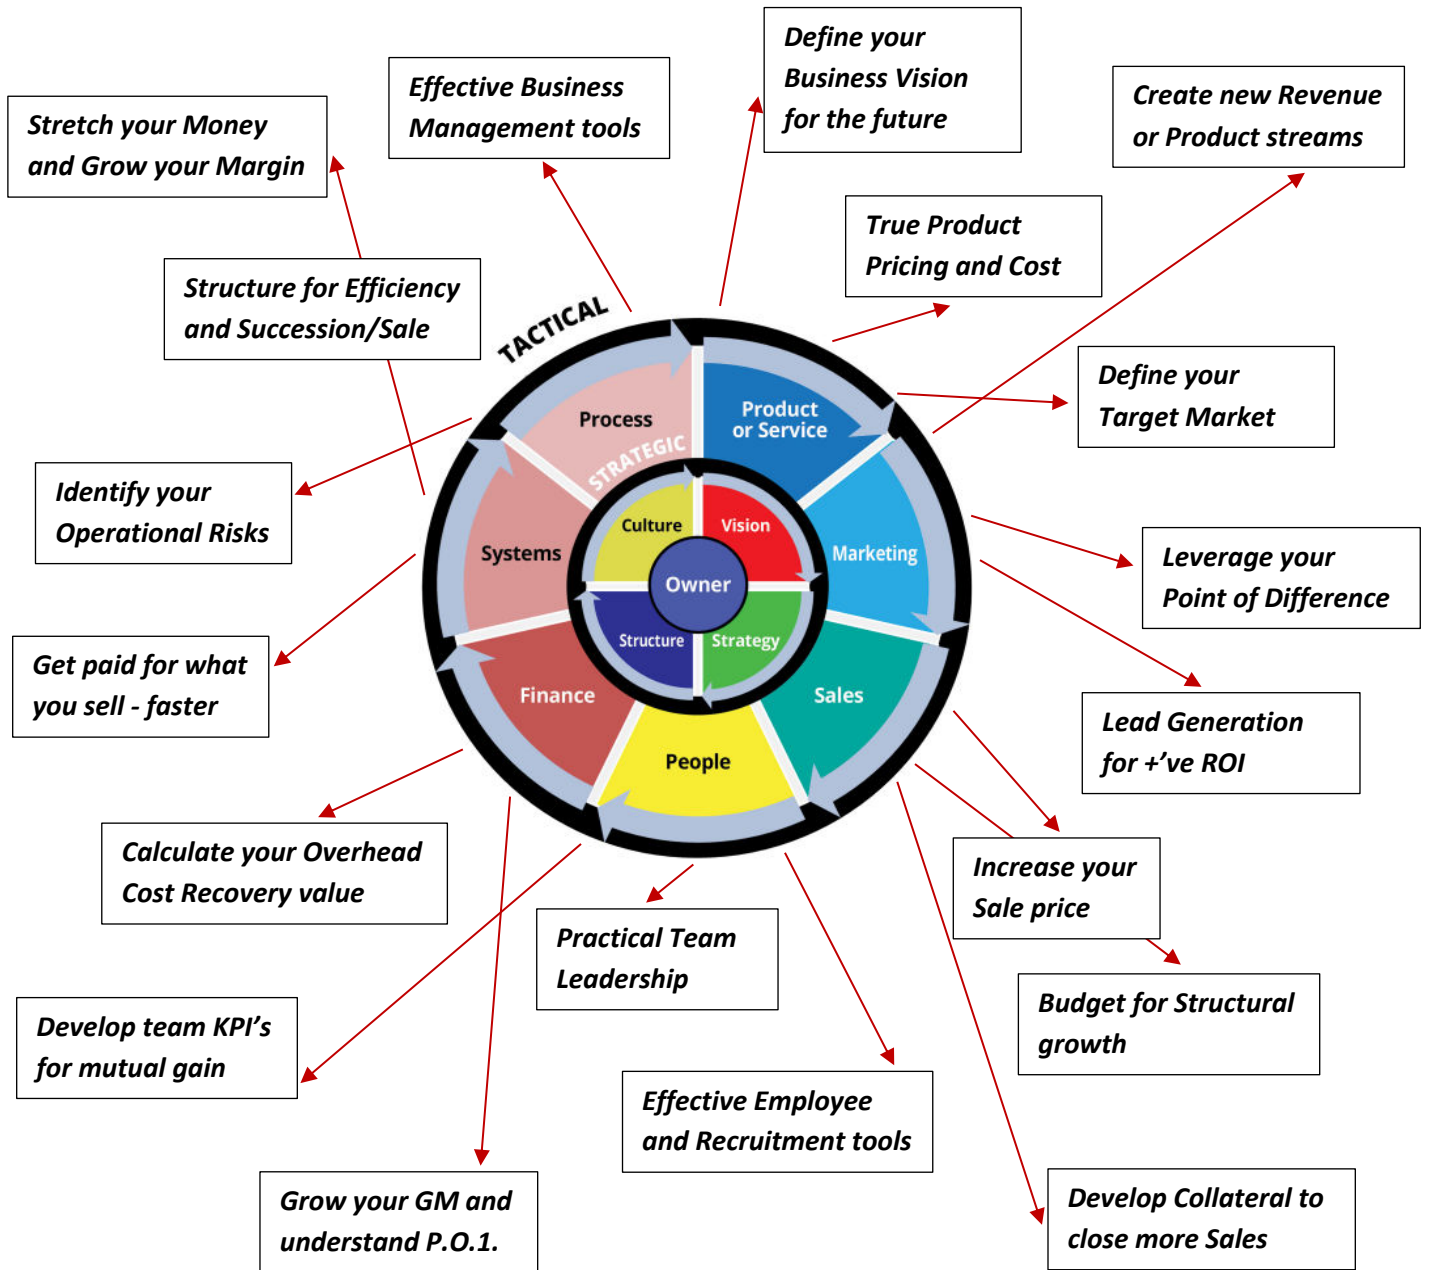 Define your
Business Vision
for the future
Effective Business
Management tools
Create new Revenue
or Product streams
Stretch your Money
and Grow your Margin
True Product
Pricing and Cost
Structure for Efficiency
and Succession/Sale
TACTICAL
Define your
Target Market
Process
Product
or Service
STRATEGIC
Identify your
Operational Risks
Culture
Vision
Systems
Marketing
Owner
Leverage your
Point of Difference
Structure
Strategy
Get paid for what
you sell - faster
Finance
Sales
People
Lead Generation
for +'ve ROI
Calculate your Overhead
Cost Recovery value
Increase your
Sale price
Practical Team
Leadership
Budget for Structural
growth
Develop team KPI's
for mutual gain
Effective Employee
and Recruitment tools
Grow your GM and
understand P.O.1.
Develop Collateral to
close more Sales